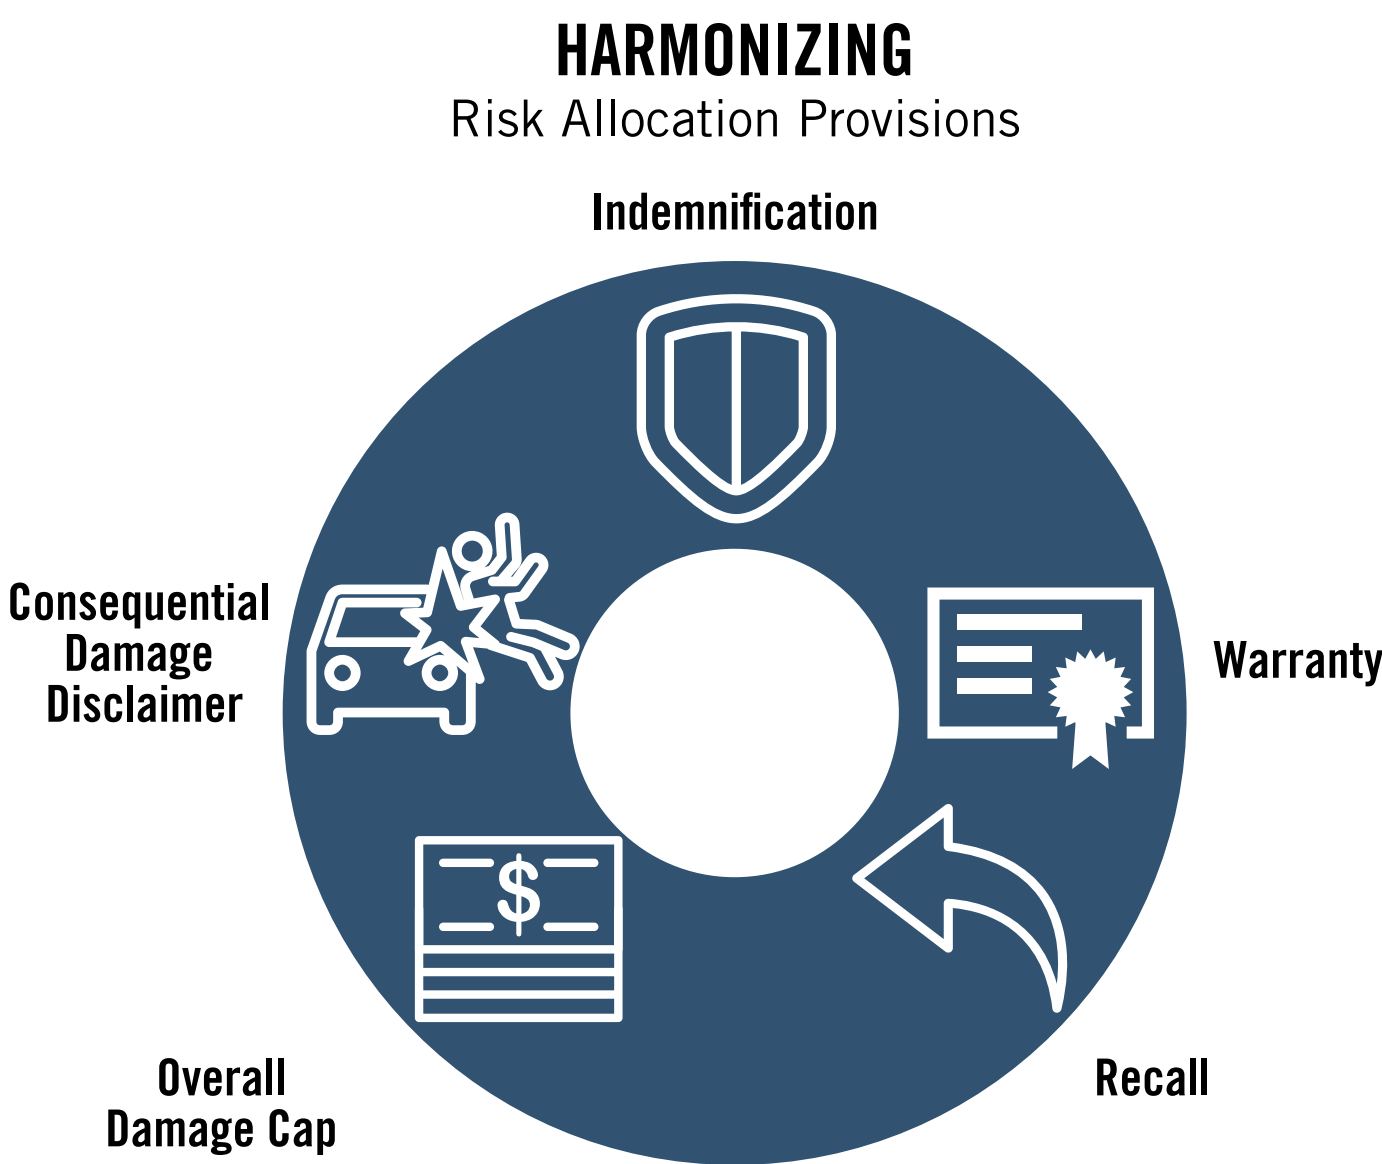 HARMONIZING
Risk Allocation Provisions
Indemnification
Consequential
Damage
Disclaimer
Warranty
$
Overall
Damage Cap
Recall